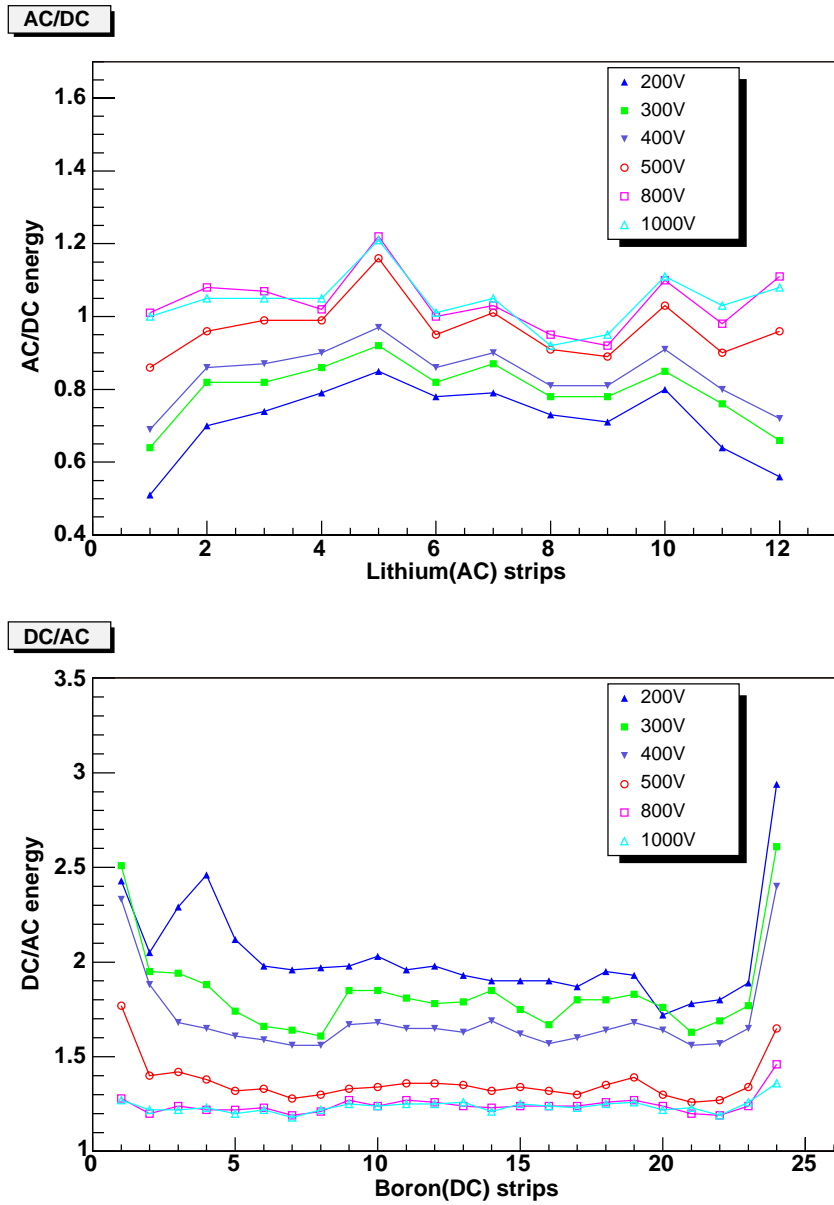 AC/DC
1.6
1.4
1.2
1
0.8
0.6
0.4
AC/DC energy
200V
300V
400V
500V
800V
1000V
0 2 4 6 8 10 12
Lithium(AC) strips
DC/AC
3.5
3
2.5
2
1.5
1
DC/AC energy
200V
300V
400V
500V
800V
1000V
0 5 10 15 20 25
Boron(DC) strips